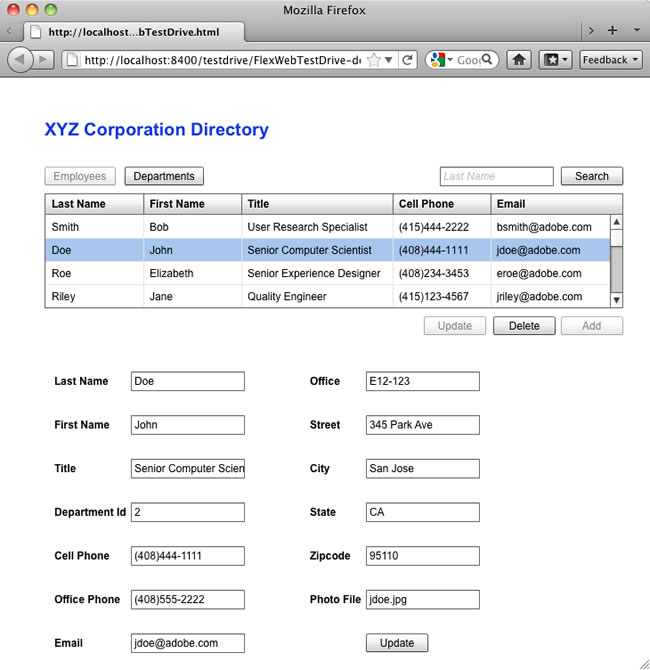 Mozilla Firefox
http://localhost...bTestDrive.html
http://localhost:8400/testdrive/FlexWebTestDrive-de
Goo
Feedback
XYZ Corporation Directory
Employees Departments Last Name Search
Last Name First Name Title Cell Phone Email
Smith Bob User Research Specialist (415)444-2222 bsmith@adobe.com
Doe John Senior Computer Scientist (408)444-1111 jdoe@adobe.com
Roe Elizabeth Senior Experience Designer (408)234-3453 eroe@adobe.com
Riley Jane Quality Engineer (415)123-4567 jriley@adobe.com
Update Delete Add
Last Name Doe Office E12-123
First Name John Street 345 Park Ave
Title Senior Computer Scien City San Jose
Department Id 2 State CA
Cell Phone (408)444-1111 Zipcode 95110
Office Phone (408)555-2222 Photo File jdoe.jpg
Email jdoe@adobe.com Update